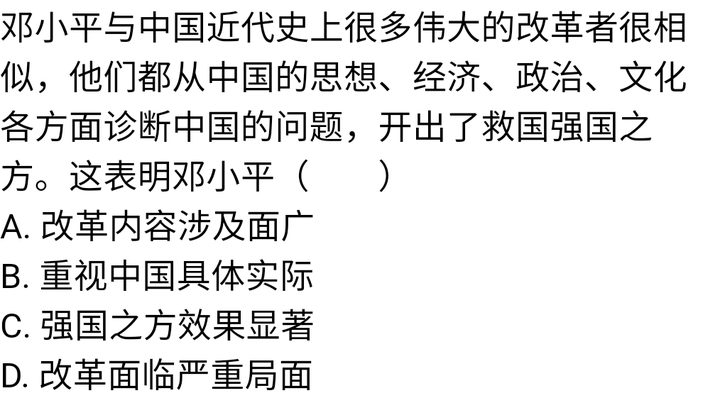 邓小平与中国近代史上很多伟大的改革者很相
似，他们都从中国的思想、经济、政治、文化
各方面诊断中国的问题，开出了救国强国之
方。这表明邓小平（　　）
A. 改革内容涉及面广
B. 重视中国具体实际
C. 强国之方效果显著
D. 改革面临严重局面